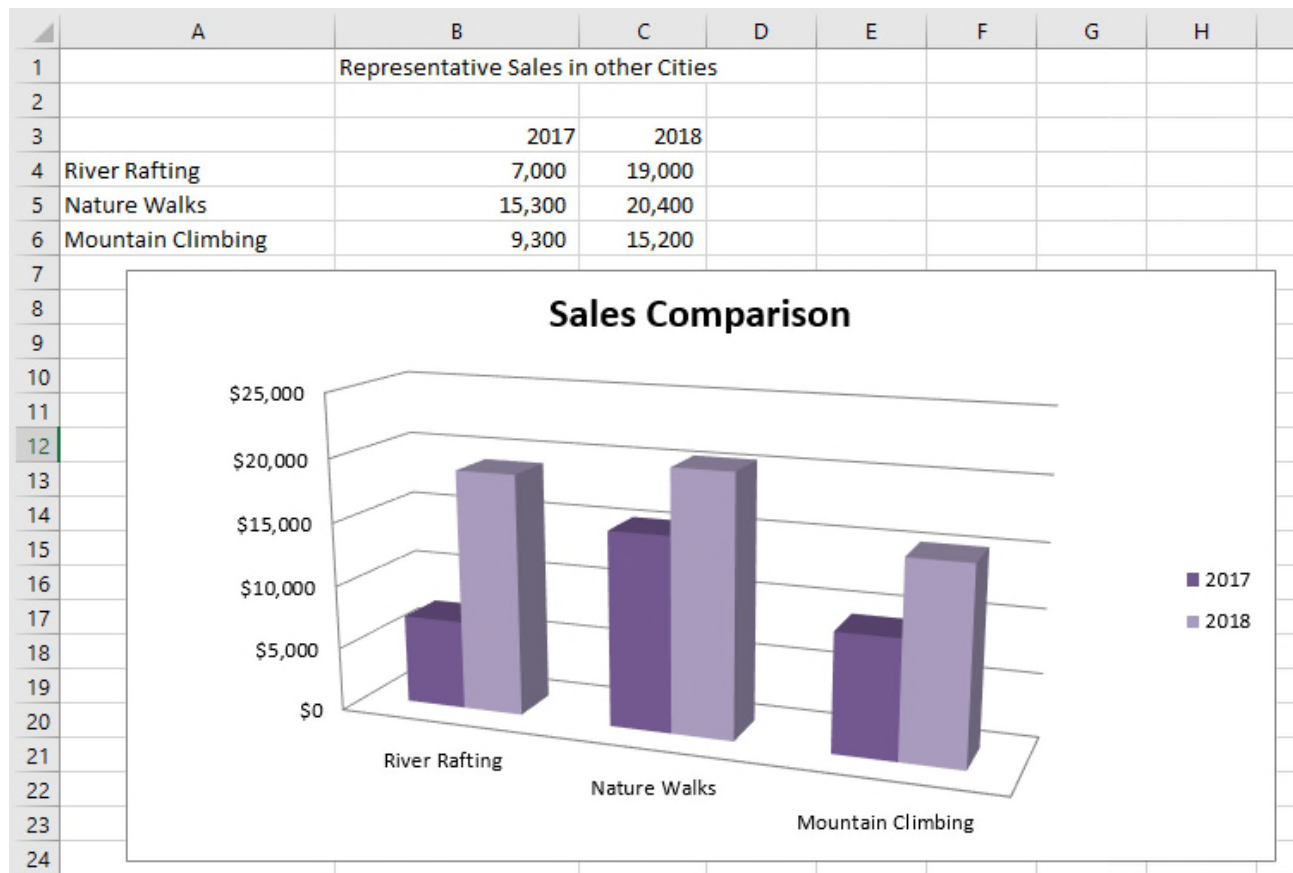 A B C D E F G H
1 Representative Sales in other Cities
2
3 2017 2018
4 River Rafting 7,000 19,000
5 Nature Walks 15,300 20,400
6 Mountain Climbing 9,300 15,200
7
8 Sales Comparison
9
10 $25,000
11
12 $20,000
13
14 $15,000
15
16 $10,000 2017
17
18 $5,000 2018
19
20 $0
21 River Rafting
22 Nature Walks
23 Mountain Climbing
24